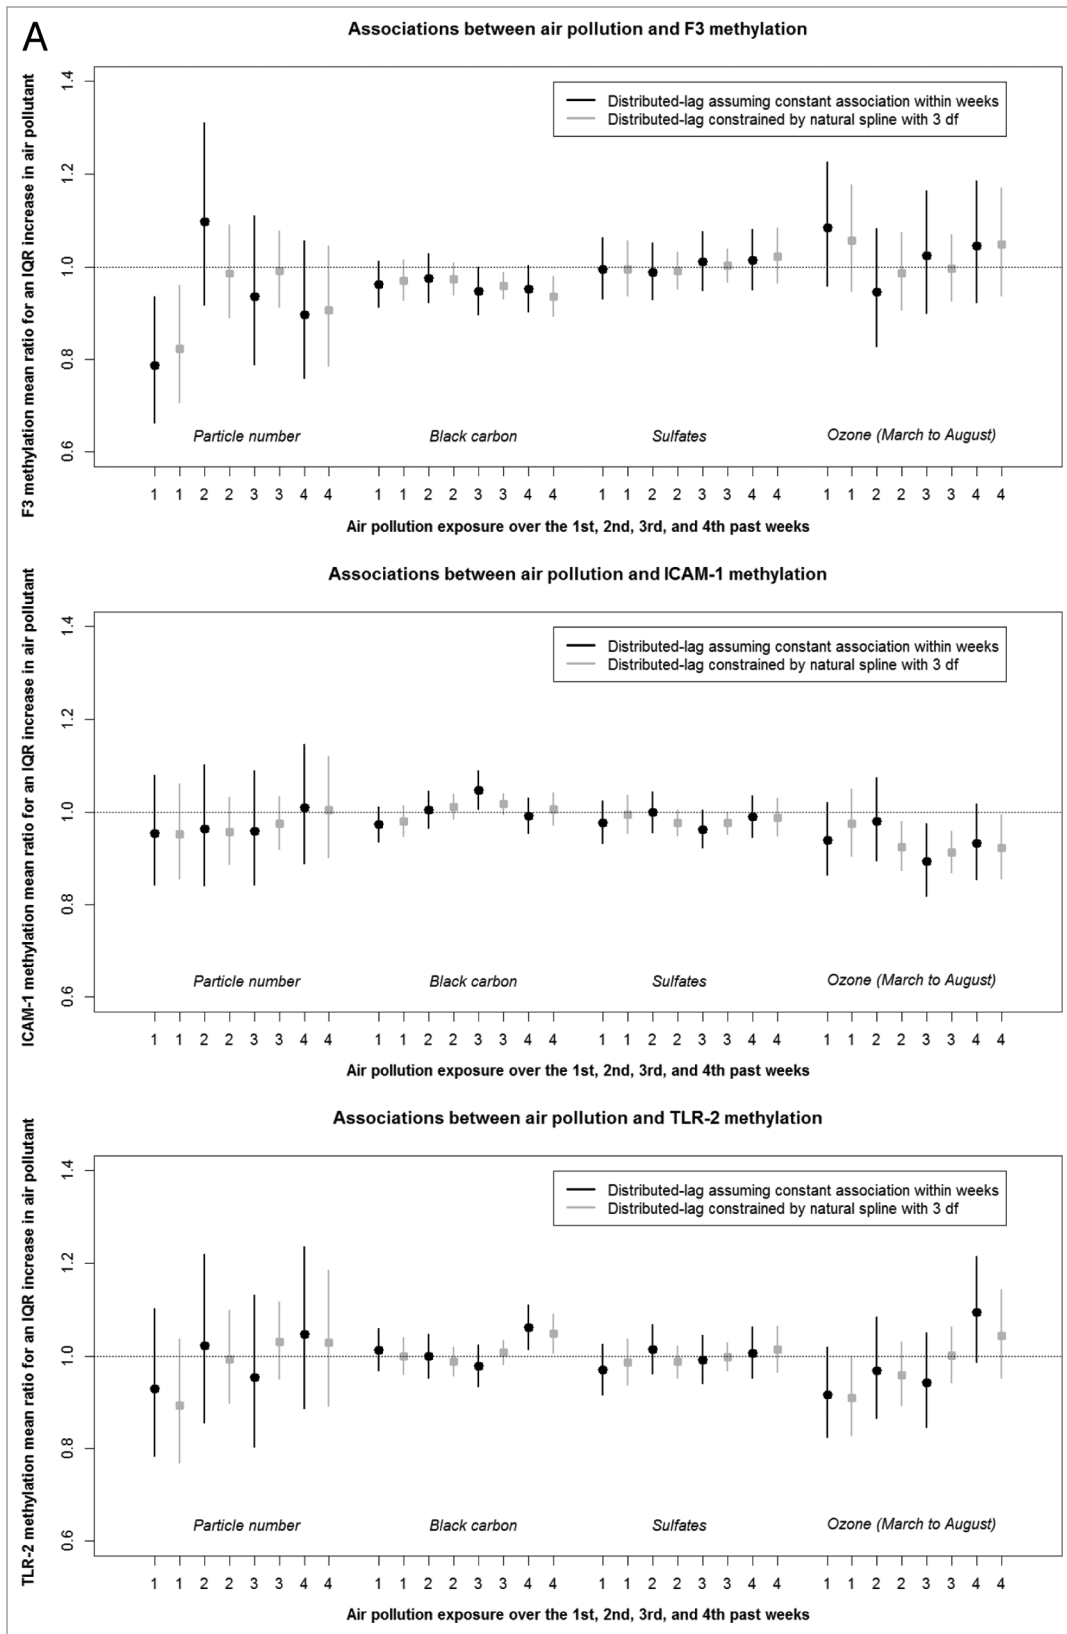 A
Associations between air pollution and F3 methylation
F3 methylation mean ratio for an IQR increase in air pollutant
1.4
1.2
1.0
0.8
0.6
Distributed-lag assuming constant association within weeks
Distributed-lag constrained by natural spline with 3 df
Particle number Black carbon Sulfates Ozone (March to August)
1 1 2 2 3 3 4 4 1 1 2 2 3 3 4 4 1 1 2 2 3 3 4 4 1 1 2 2 3 3 4 4
Air pollution exposure over the 1st, 2nd, 3rd, and 4th past weeks
Associations between air pollution and ICAM-1 methylation
ICAM-1 methylation mean ratio for an IQR increase in air pollutant
1.4
1.2
1.0
0.8
0.6
Distributed-lag assuming constant association within weeks
Distributed-lag constrained by natural spline with 3 df
Particle number Black carbon Sulfates Ozone (March to August)
1 1 2 2 3 3 4 4 1 1 2 2 3 3 4 4 1 1 2 2 3 3 4 4 1 1 2 2 3 3 4 4
Air pollution exposure over the 1st, 2nd, 3rd, and 4th past weeks
Associations between air pollution and TLR-2 methylation
TLR-2 methylation mean ratio for an IQR increase in air pollutant
1.4
1.2
1.0
0.8
0.6
Distributed-lag assuming constant association within weeks
Distributed-lag constrained by natural spline with 3 df
Particle number Black carbon Sulfates Ozone (March to August)
1 1 2 2 3 3 4 4 1 1 2 2 3 3 4 4 1 1 2 2 3 3 4 4 1 1 2 2 3 3 4 4
Air pollution exposure over the 1st, 2nd, 3rd, and 4th past weeks